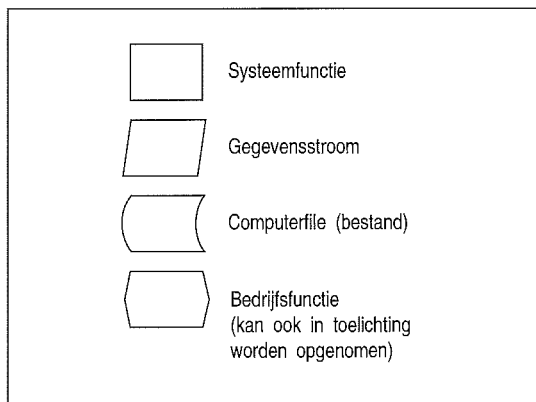 Systeemfunctie
Gegevensstroom
Computerfile (bestand)
Bedrijfsfunctie
(kan ook in toelichting
worden opgenomen)